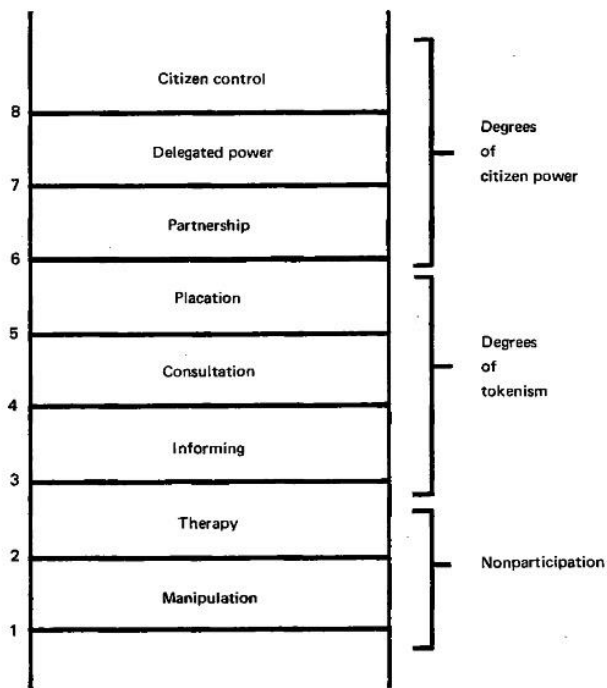 Citizen control
8
Delegated power
7
Partnership
6
Placation
5
Consultation
4
Informing
3
Therapy
2
Manipulation
1
Degrees
of
citizen power
Degrees
of
tokenism
Nonparticipation